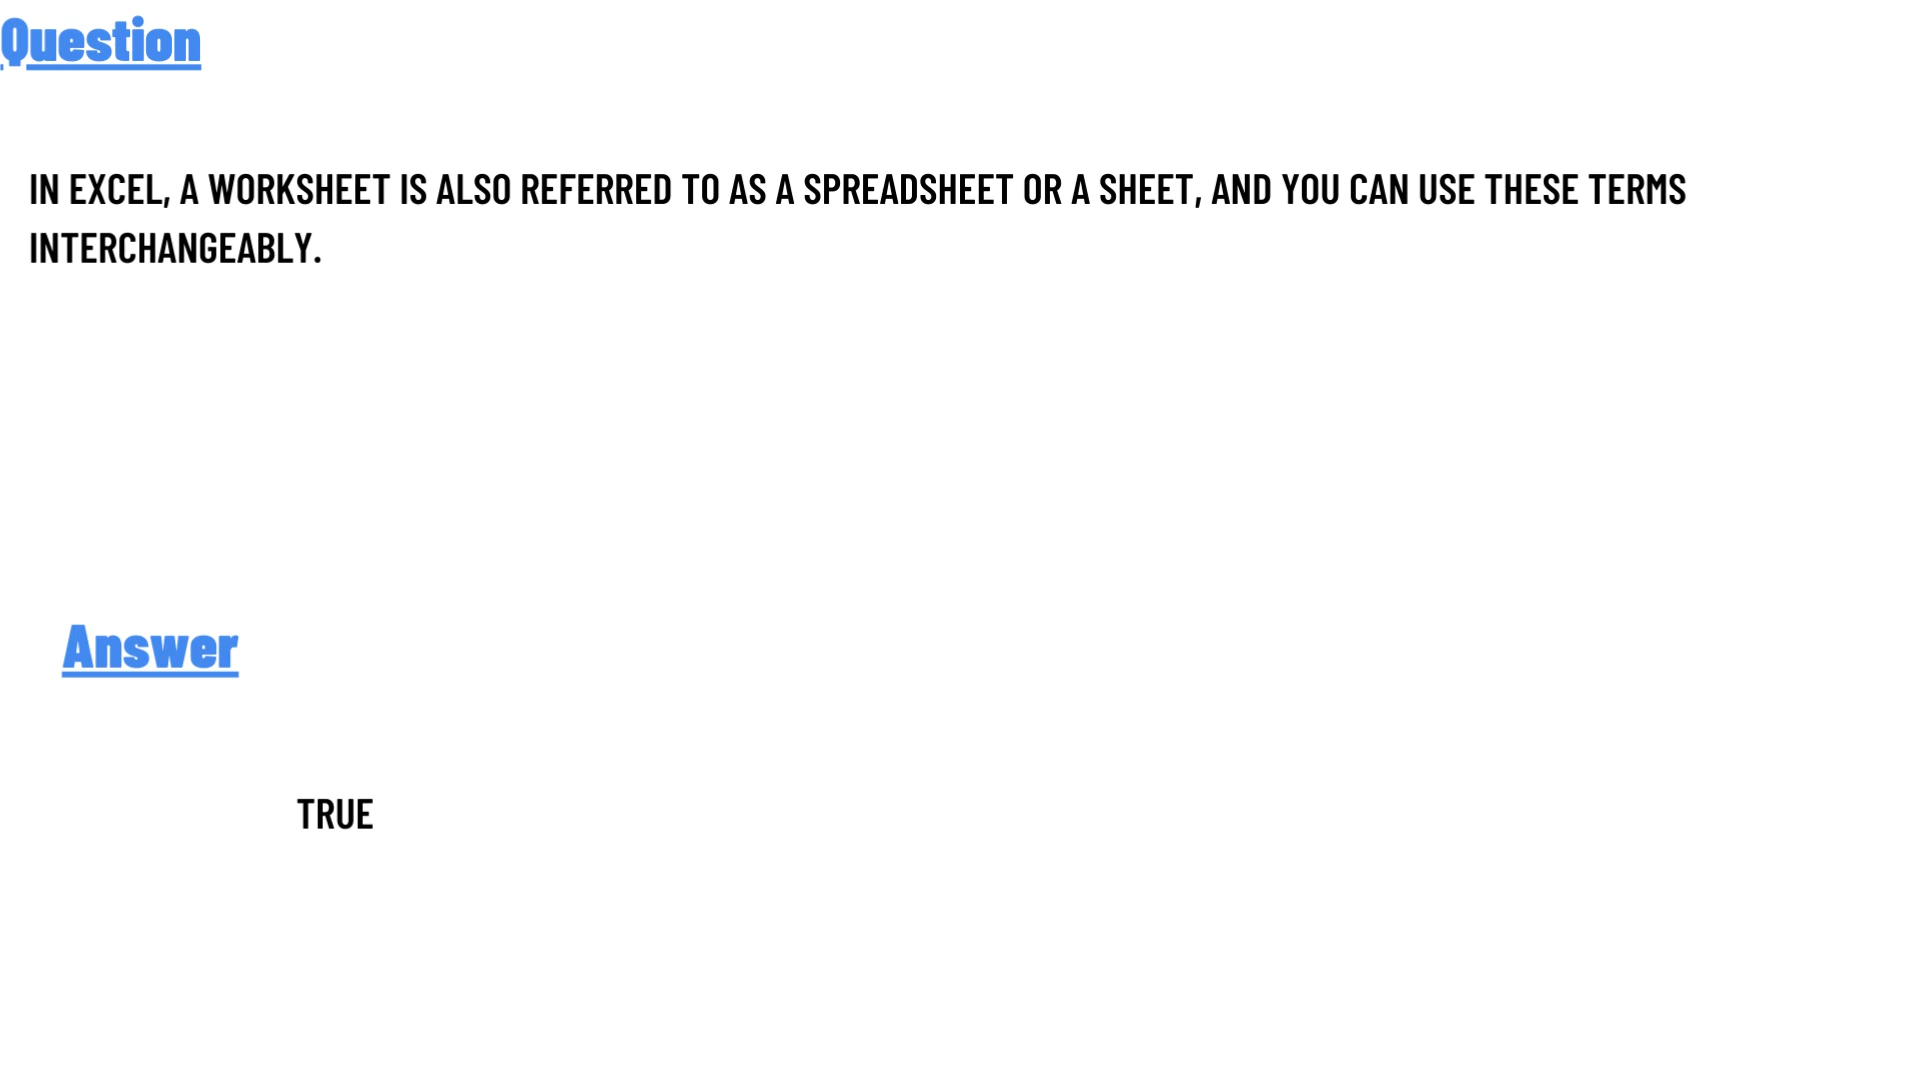 Question
IN EXCEL, A WORKSHEET IS ALSO REFERRED TO AS A SPREADSHEET OR A SHEET, AND YOU CAN USE THESE TERMS
INTERCHANGEABLY.
Answer
TRUE